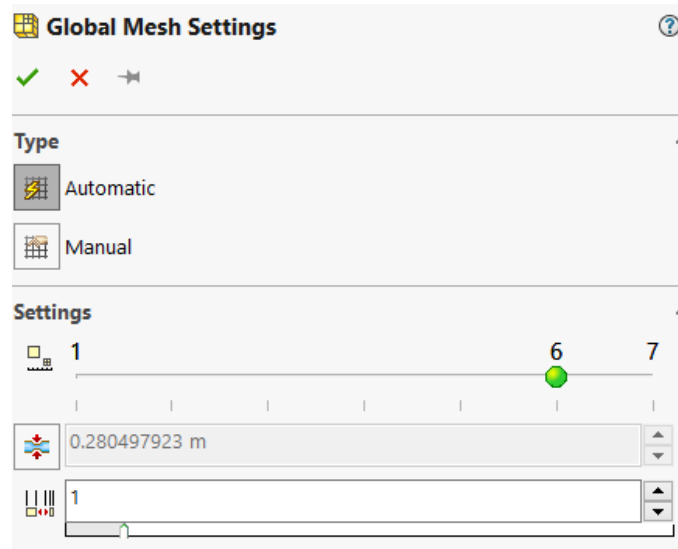 Global Mesh Settings
Type
Automatic
Manual
Settings
1 6 7
0.280497923 m
1